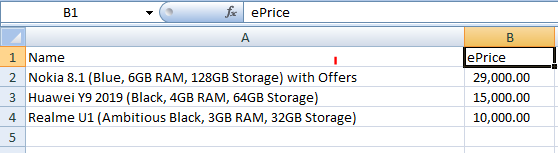 B1 fx ePrice
A B
1 Name ePrice
2 Nokia 8.1 (Blue, 6GB RAM, 128GB Storage) with Offers 29,000.00
3 Huawei Y9 2019 (Black, 4GB RAM, 64GB Storage) 15,000.00
4 Realme U1 (Ambitious Black, 3GB RAM, 32GB Storage) 10,000.00